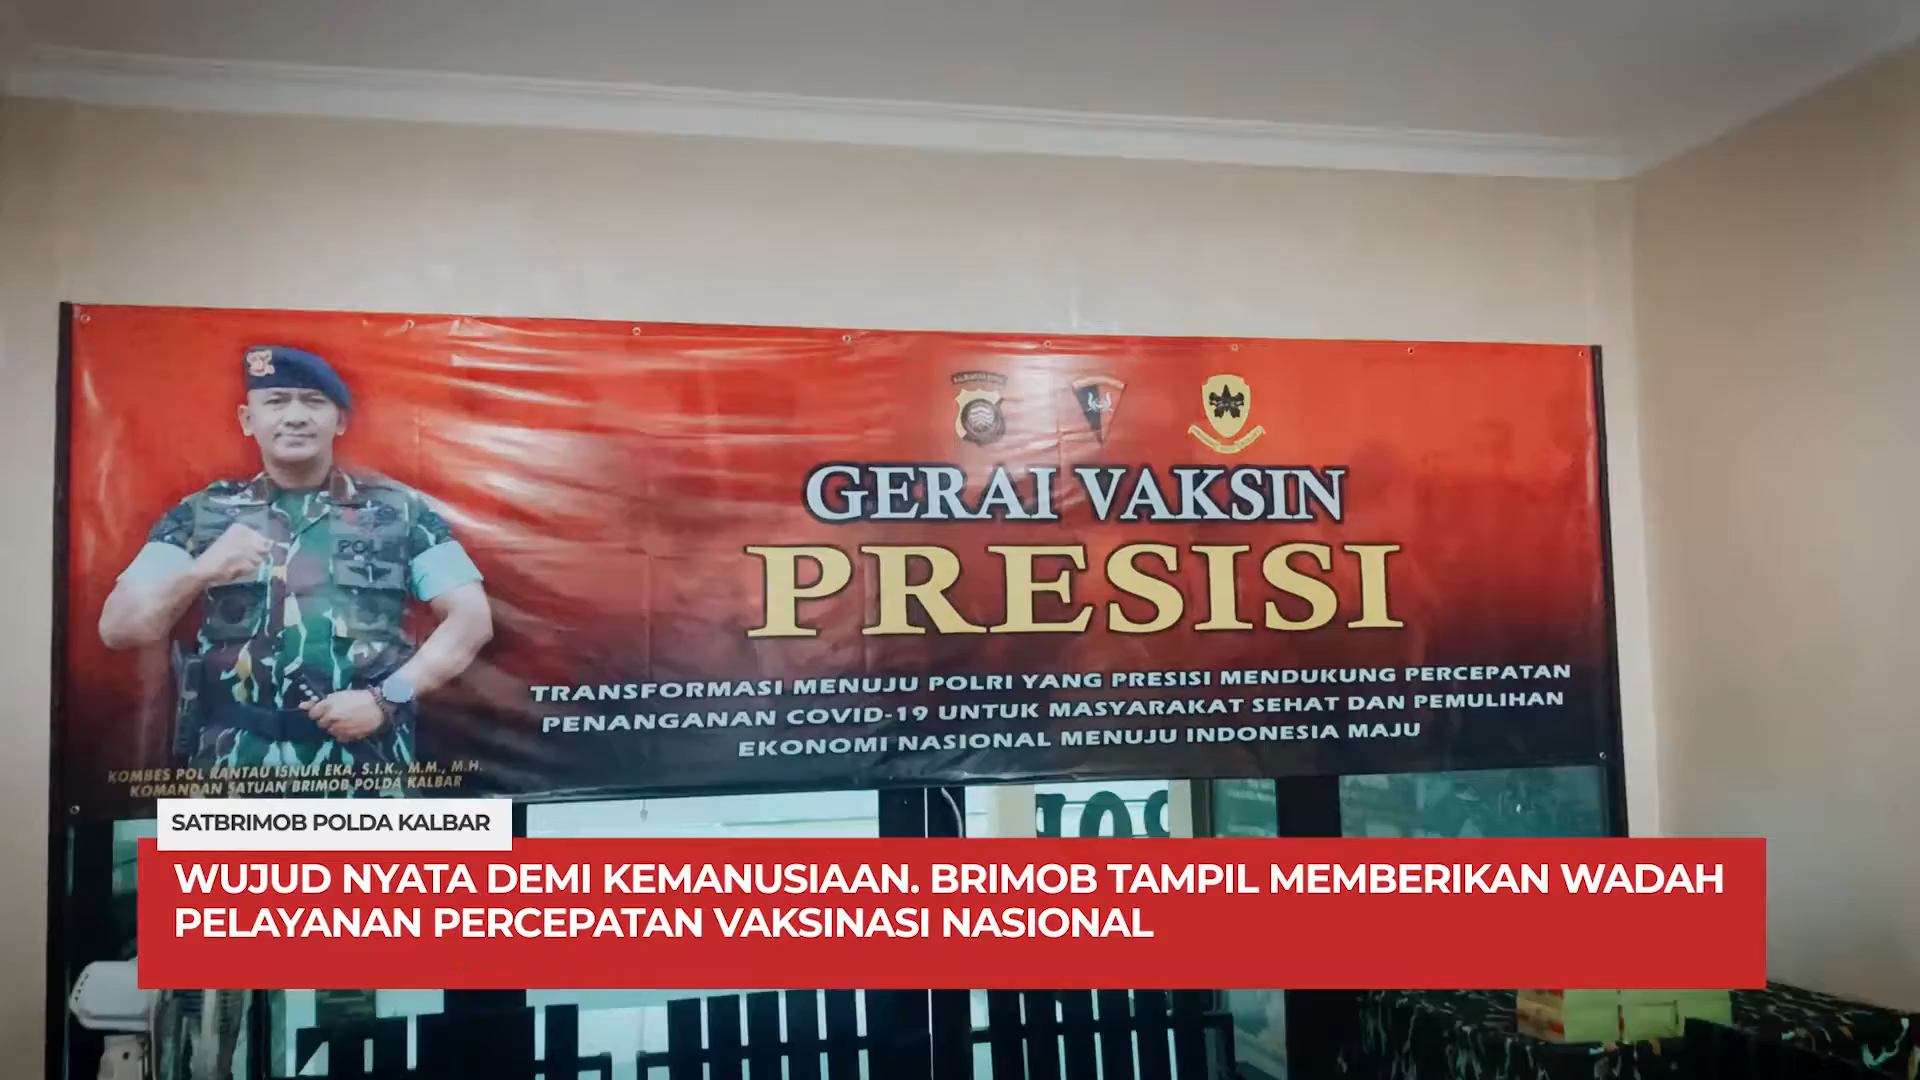 GERAI VAKSIN
PRESISI
TRANSFORMASI MENUJU POLRI YANG PRESISI MENDUKUNG PERCEPATAN
PENANGANAN COVID-19 UNTUK MASYARAKAT SEHAT DAN PEMULIHAN
EKONOMI NASIONAL MENUJU INDONESIA MAJU
POL
KOMBES POL RANTAU ISNUR EKA, S.I.K., M.M., M.H.
KOMANDAN SATUAN BRIMOB POLDA KALBAR
SATBRIMOB POLDA KALBAR
WUJUD NYATA DEMI KEMANUSIAAN. BRIMOB TAMPIL MEMBERIKAN WADAH
PELAYANAN PERCEPATAN VAKSINASI NASIONAL